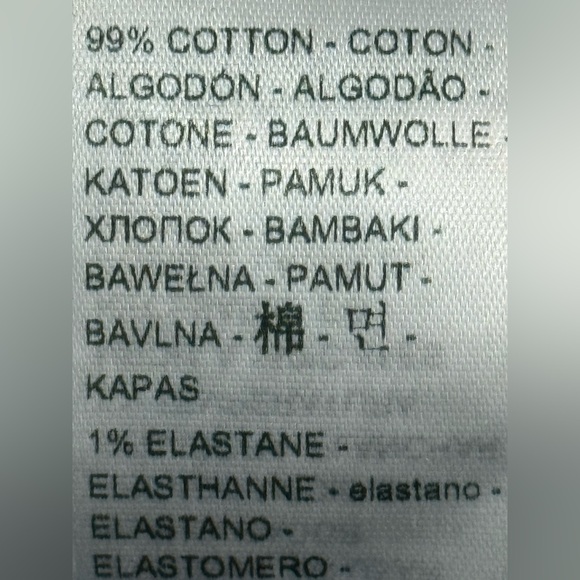 99% COTTON - COTON -
ALGODÓN - ALGODÃO -
COTONE - BAUMWOLLE -
KATOEN - PAMUK -
ХЛОПОК - BAMBAKI -
BAWEŁNA - PAMUT -
BAVLNA - 棉 - 면 -
KAPAS
1% ELASTANE -
ELASTHANNE - elastano -
ELASTANO -
ELASTOMERO -